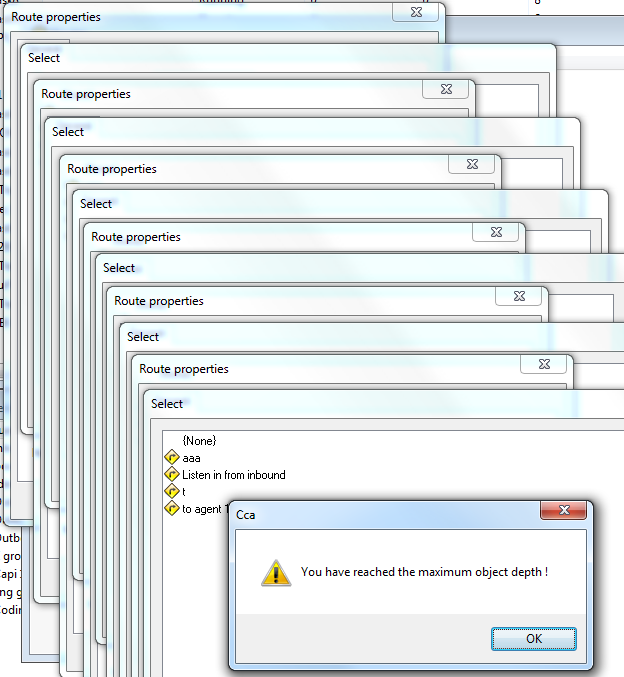 Route properties
Select
Route properties
Select
Route properties
Select
Route properties
Select
Route properties
Select
Route properties
Select
{None}
aaa
Listen in from inbound
t
to agent
Cca
You have reached the maximum object depth !
OK